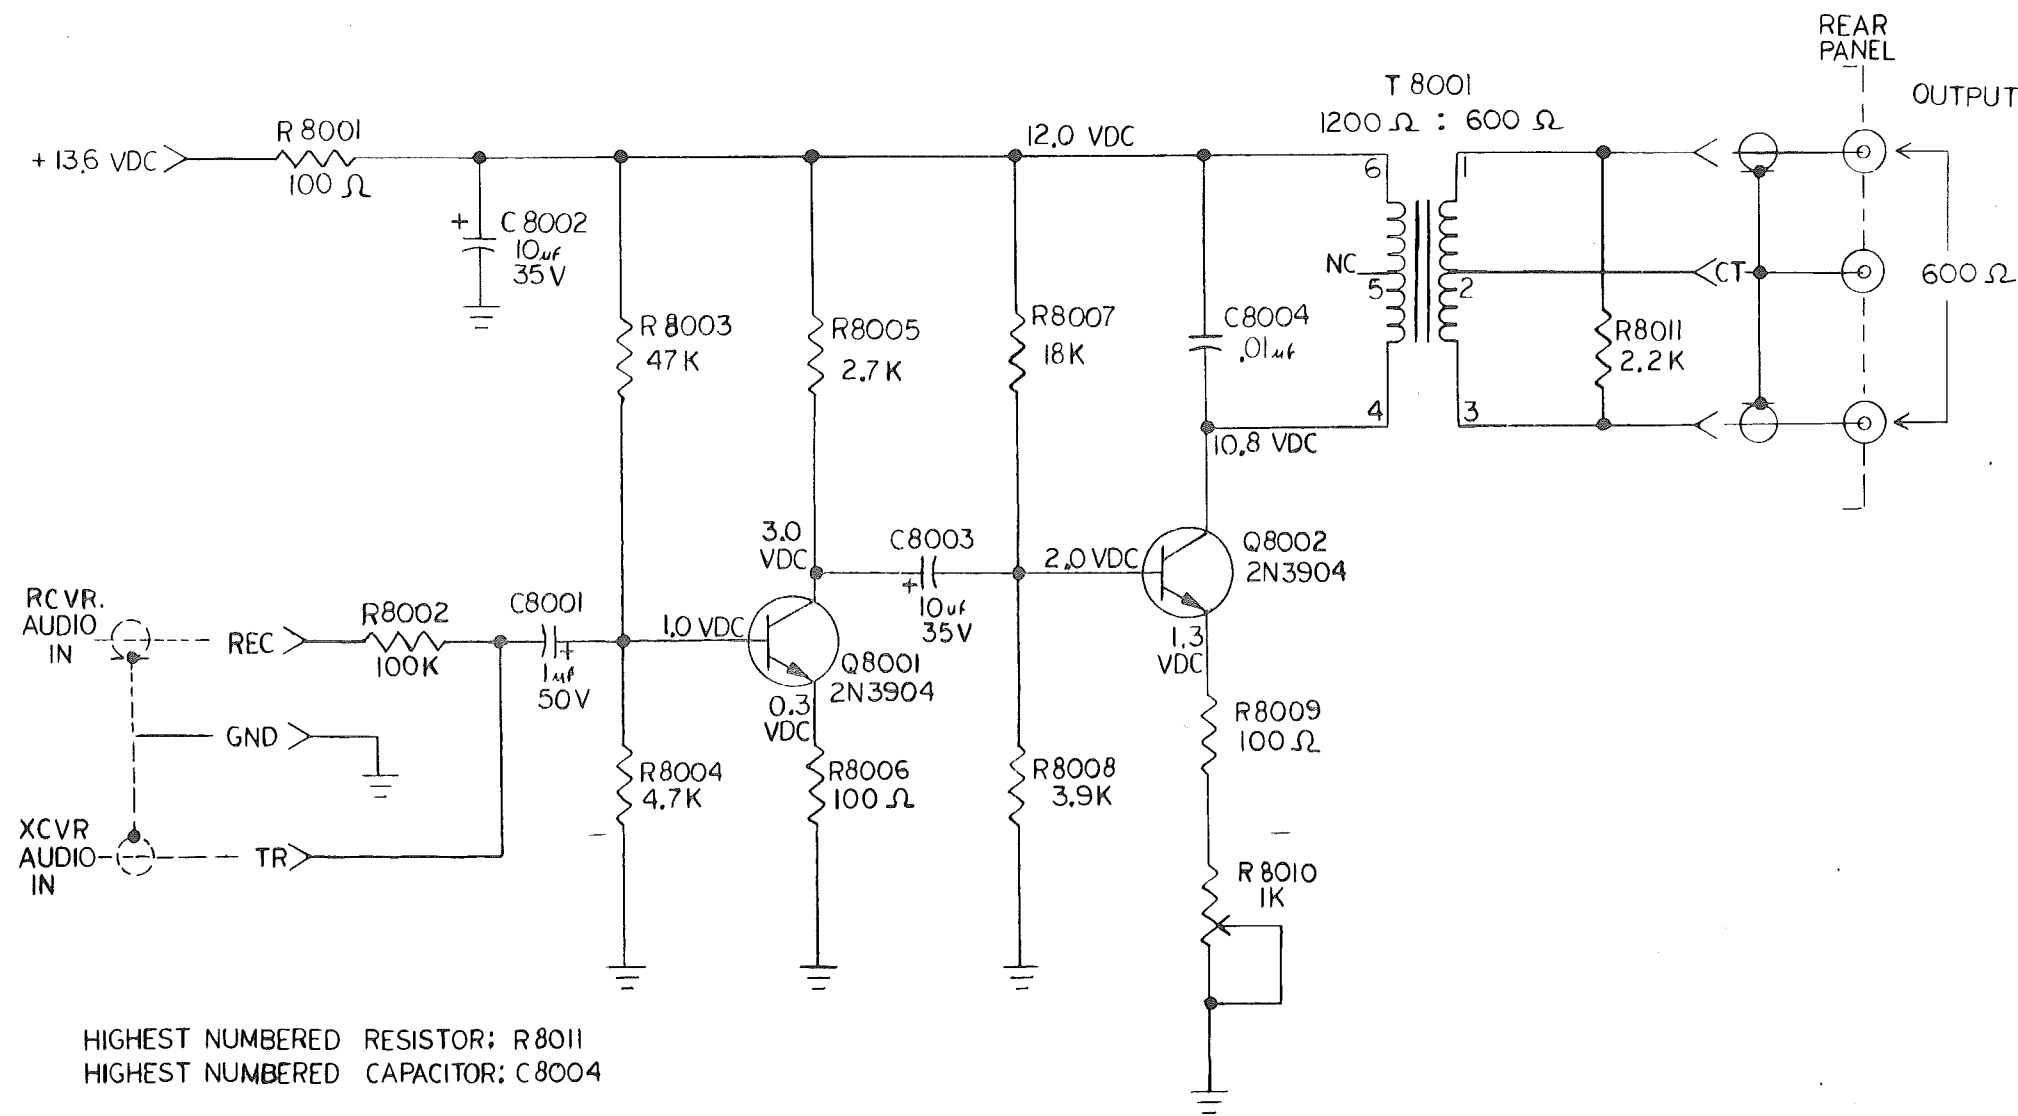 REAR
PANEL
OUTPUT
T 8001
1200 Ω : 600 Ω
+13.6 VDC
R 8001
100 Ω
12.0 VDC
6
1
C 8002
10µf
35V
+
NC
5
2
CT
600 Ω
R 8003
47K
R8005
2.7K
R8007
18K
C8004
.01µf
R8011
2.2K
4
3
10.8 VDC
3.0
VDC
C8003
+
10µf
35V
2.0 VDC
Q8002
2N3904
RCVR.
AUDIO
IN
REC
R8002
100K
C8001
+
1µf
50V
1.0 VDC
Q8001
2N3904
1.3
VDC
0.3
VDC
GND
R8004
4.7K
R8006
100 Ω
R8008
3.9K
R8009
100 Ω
XCVR
AUDIO
IN
TR
R 8010
1K
HIGHEST NUMBERED RESISTOR: R8011
HIGHEST NUMBERED CAPACITOR: C8004